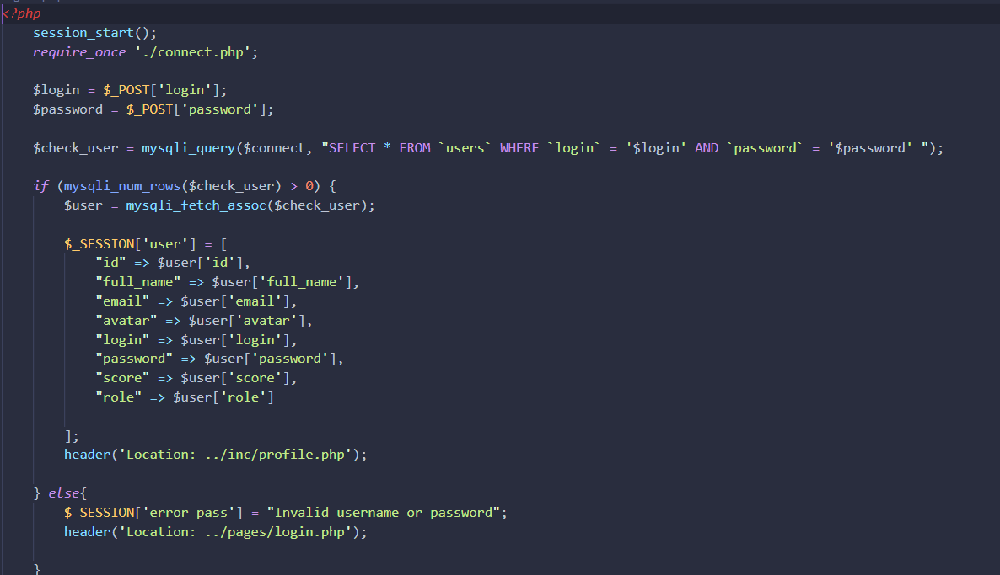 <?php
session_start();
require_once './connect.php';
$login = $_POST['login'];
$password = $_POST['password'];
$check_user = mysqli_query($connect, "SELECT * FROM `users` WHERE `login` = '$login' AND `password` = '$password' ");
if (mysqli_num_rows($check_user) > 0) {
$user = mysqli_fetch_assoc($check_user);
$_SESSION['user'] = [
"id" => $user['id'],
"full_name" => $user['full_name'],
"email" => $user['email'],
"avatar" => $user['avatar'],
"login" => $user['login'],
"password" => $user['password'],
"score" => $user['score'],
"role" => $user['role']
];
header('Location: ../inc/profile.php');
} else{
$_SESSION['error_pass'] = "Invalid username or password";
header('Location: ../pages/login.php');
}